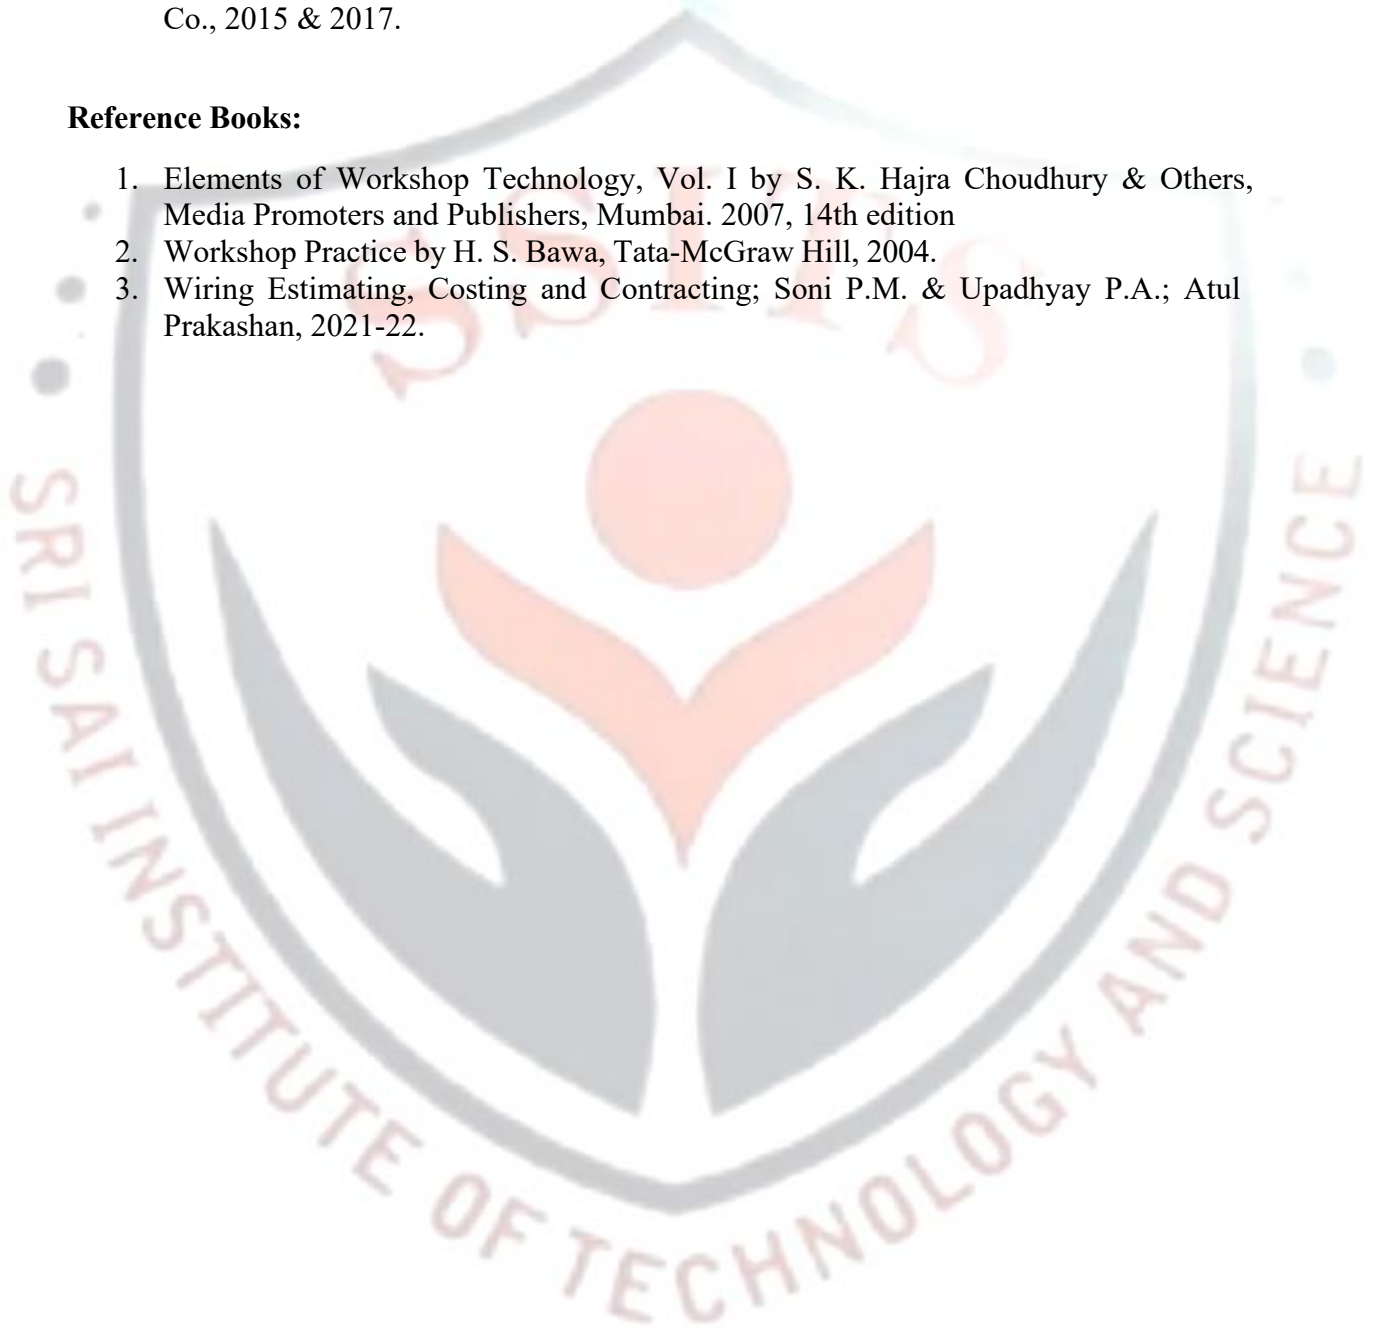 Co., 2015 & 2017.
Reference Books:
1. Elements of Workshop Technology, Vol. I by S. K. Hajra Choudhury & Others,
Media Promoters and Publishers, Mumbai. 2007, 14th edition
2. Workshop Practice by H. S. Bawa, Tata-McGraw Hill, 2004.
3. Wiring Estimating, Costing and Contracting; Soni P.M. & Upadhyay P.A.; Atul
Prakashan, 2021-22.
SSITS
SRI SAI INSTITUTE OF TECHNOLOGY AND SCIENCE